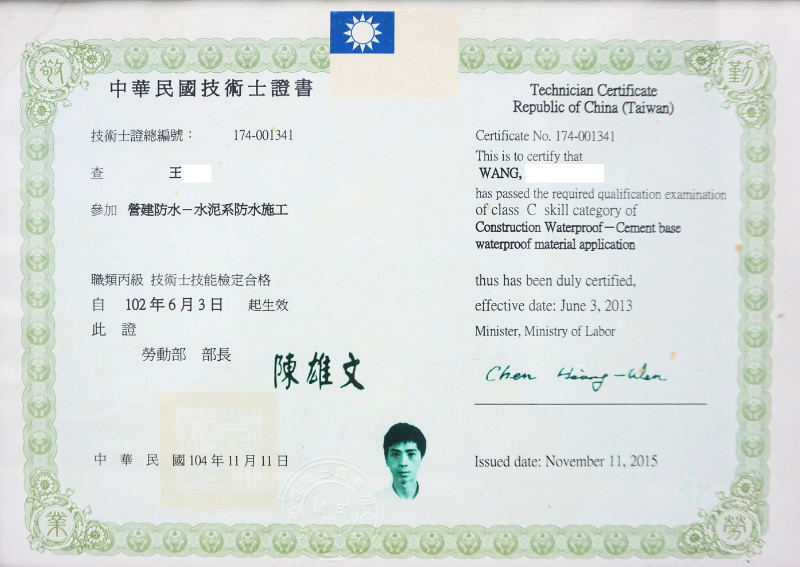 敬
勤
中華民國技術士證書
技術士證總編號： 174-001341
查 王
參加 營建防水－水泥系防水施工
職類丙級 技術士技能檢定合格
自 102年6月3日 起生效
此 證
勞動部 部長 陳雄文
中 華 民 國104年11月11日
Technician Certificate
Republic of China (Taiwan)
Certificate No. 174-001341
This is to certify that
WANG,
has passed the required qualification examination
of class C skill category of
Construction Waterproof－Cement base
waterproof material application
thus has been duly certified,
effective date: June 3, 2013
Minister, Ministry of Labor
Chen Hsiung-Wen
Issued date: November 11, 2015
業
勞